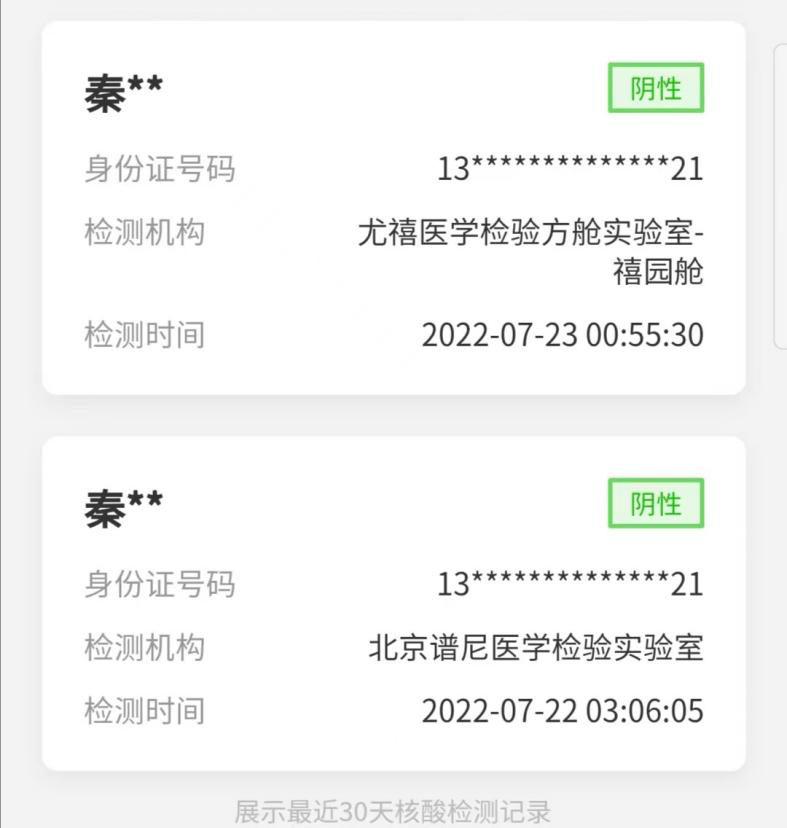 秦**
阴性
身份证号码 13**************21
检测机构 尤禧医学检验方舱实验室-
禧园舱
检测时间 2022-07-23 00:55:30
秦**
阴性
身份证号码 13**************21
检测机构 北京谱尼医学检验实验室
检测时间 2022-07-22 03:06:05
展示最近30天核酸检测记录